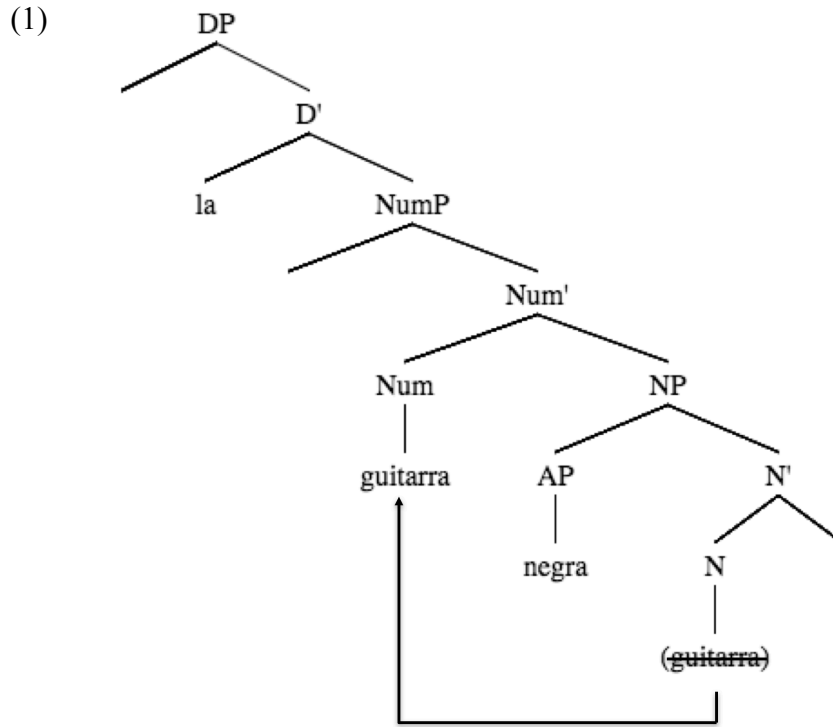 (1)
DP
D'
la NumP
Num'
Num NP
guitarra AP N'
negra N
(guitarra)